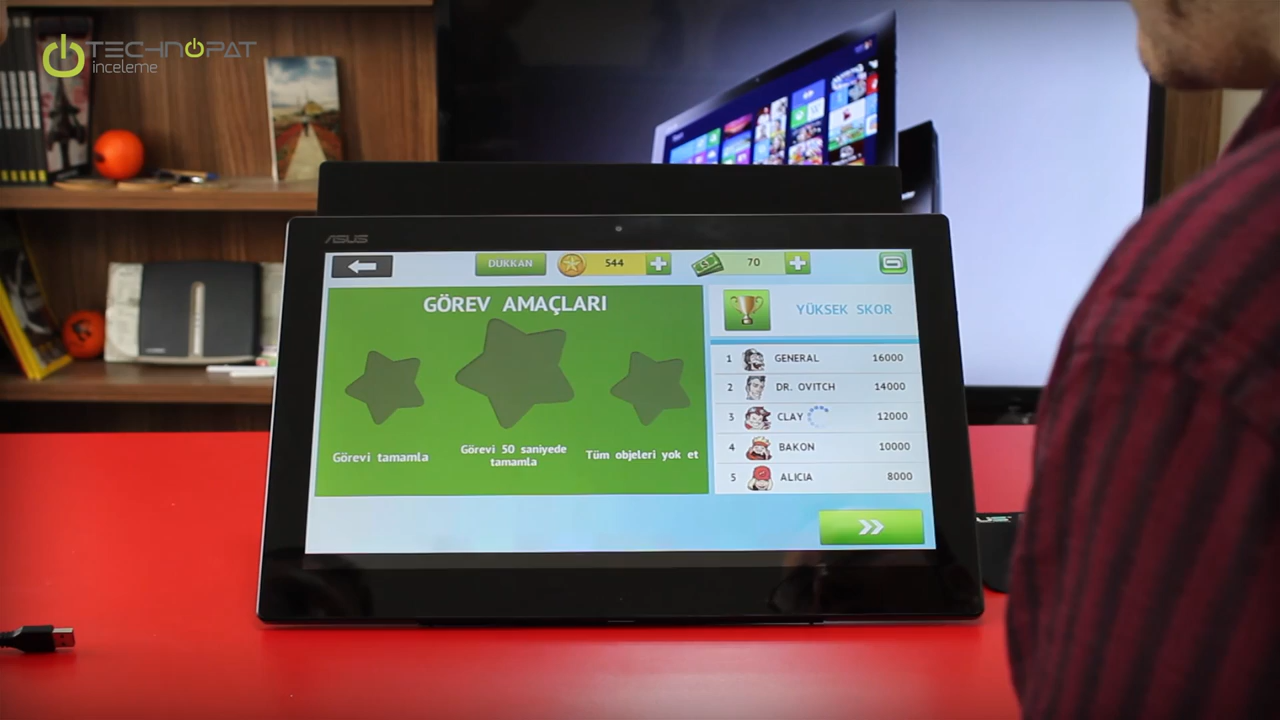 TECHNOPAT
inceleme
ASUS
DUKKAN
544
70
GÖREV AMAÇLARI
Görevi tamamla
Görevi 50 saniyede
tamamla
Tüm objeleri yok et
YÜKSEK SKOR
1 GENERAL 16000
2 DR. OVITCH 14000
3 CLAY 12000
4 BAKON 10000
5 ALICIA 8000